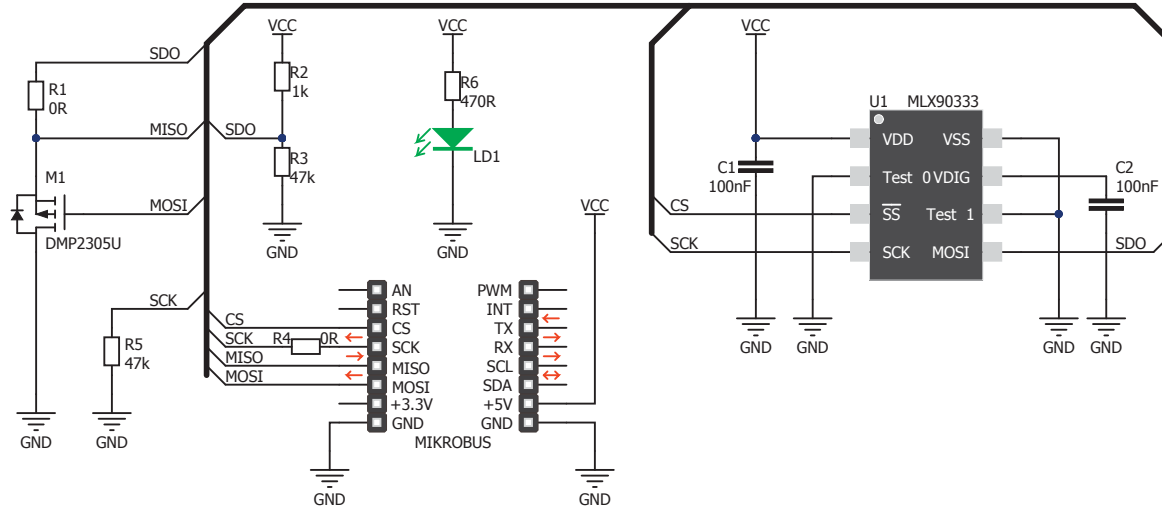 VCC
VCC
VCC
SDO
R1
0R
R2
1k
R6
470R
U1 MLX90333
MISO
SDO
R3
47k
LD1
VDD
VSS
C1
100nF
Test 0
VDIG
C2
100nF
M1
MOSI
DMP2305U
VCC
CS
SS
Test 1
SCK
SCK
MOSI
SDO
GND
GND
AN
PWM
SCK
RST
INT
CS
CS
TX
R5
47k
SCK
R4
0R
SCK
RX
GND
GND
GND
GND
MISO
MISO
SCL
MOSI
MOSI
SDA
+3.3V
+5V
GND
GND
GND
GND
MIKROBUS
GND
GND